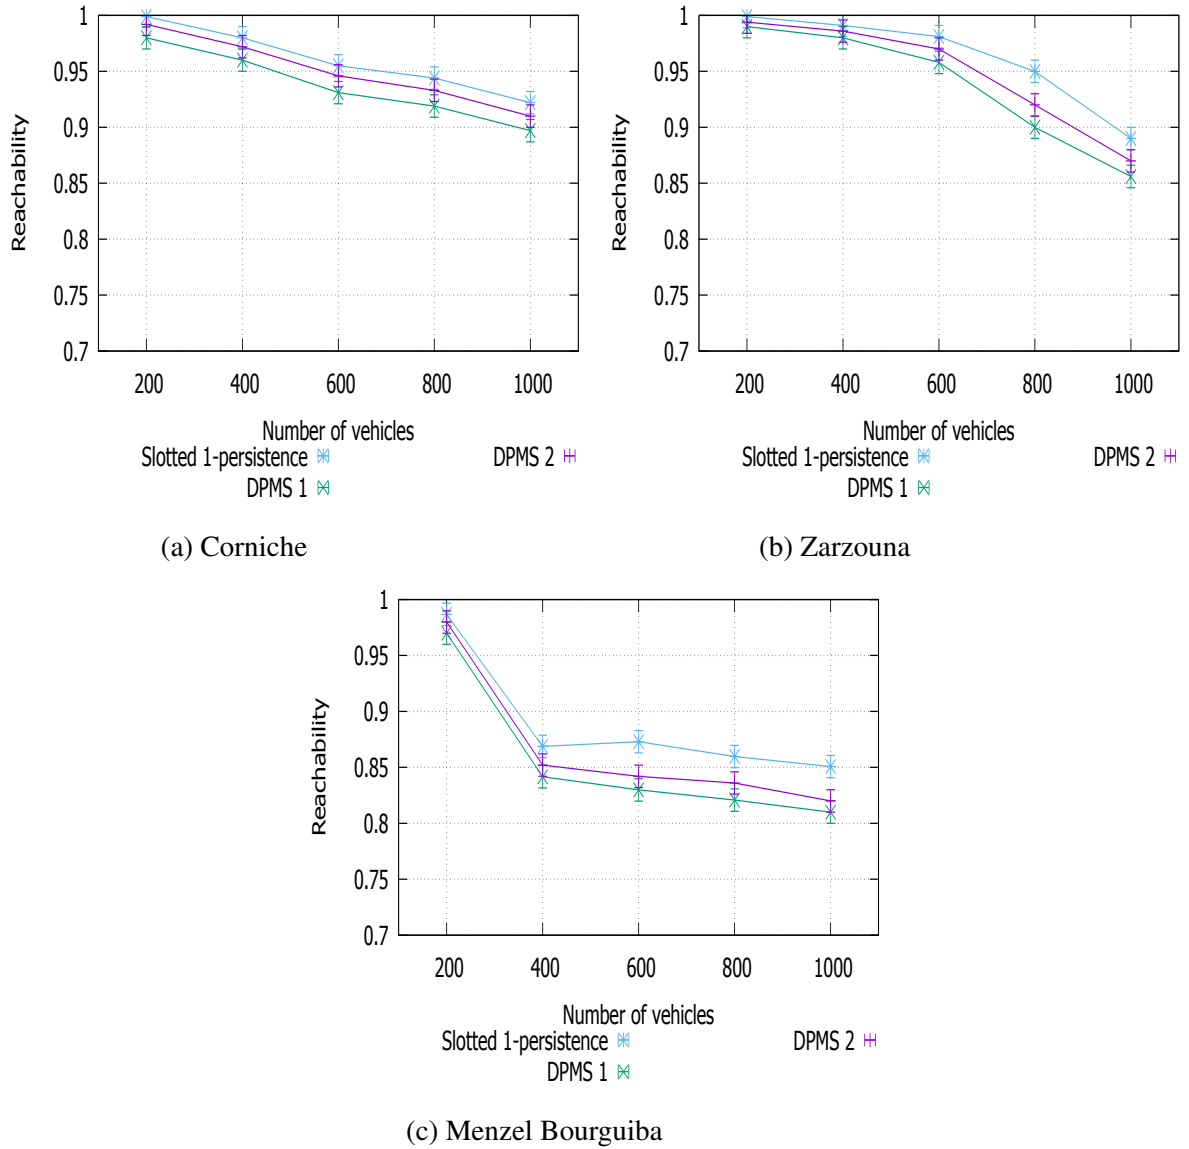 1
0.95
0.9
0.85
0.8
0.75
0.7
Reachability
200 400 600 800 1000
Number of vehicles
Slotted 1-persistence
DPMS 2
DPMS 1
(a) Corniche
1
0.95
0.9
0.85
0.8
0.75
0.7
Reachability
200 400 600 800 1000
Number of vehicles
Slotted 1-persistence
DPMS 2
DPMS 1
(b) Zarzouna
1
0.95
0.9
0.85
0.8
0.75
0.7
Reachability
200 400 600 800 1000
Number of vehicles
Slotted 1-persistence
DPMS 2
DPMS 1
(c) Menzel Bourguiba